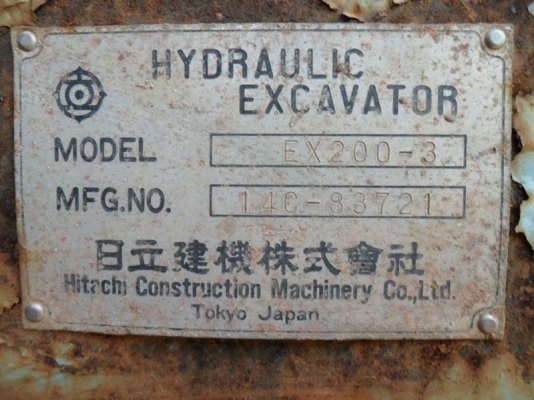 HYDRAULIC
EXCAVATOR
MODEL EX200-3
MFG.NO. 14C-83721
日立建機株式會社
Hitachi Construction Machinery Co.,Ltd.
Tokyo Japan